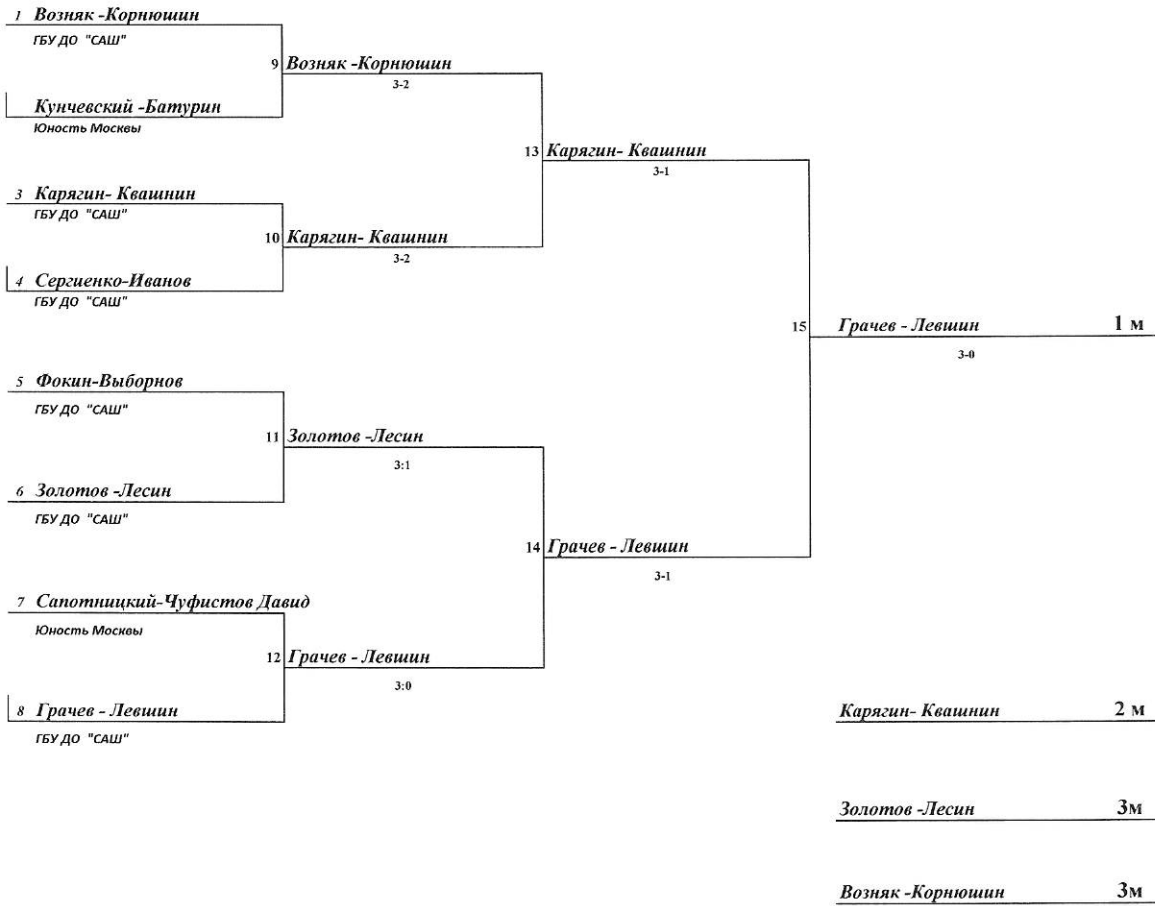 1 Возняк -Корнюшин
ГБУ ДО "САШ"
9 Возняк -Корнюшин
3-2
Кунчевский -Батурин
Юность Москвы
13 Карягин- Квашнин
3-1
3 Карягин- Квашнин
ГБУ ДО "САШ"
10 Карягин- Квашнин
3-2
4 Сергиенко-Иванов
ГБУ ДО "САШ"
15 Грачев - Левшин 1 м
3-0
5 Фокин-Выборнов
ГБУ ДО "САШ"
11 Золотов -Лесин
3:1
6 Золотов -Лесин
ГБУ ДО "САШ"
14 Грачев - Левшин
3-1
7 Сапотницкий-Чуфистов Давид
Юность Москвы
12 Грачев - Левшин
3:0
8 Грачев - Левшин
ГБУ ДО "САШ"
Карягин- Квашнин 2 м
Золотов -Лесин 3м
Возняк -Корнюшин 3м